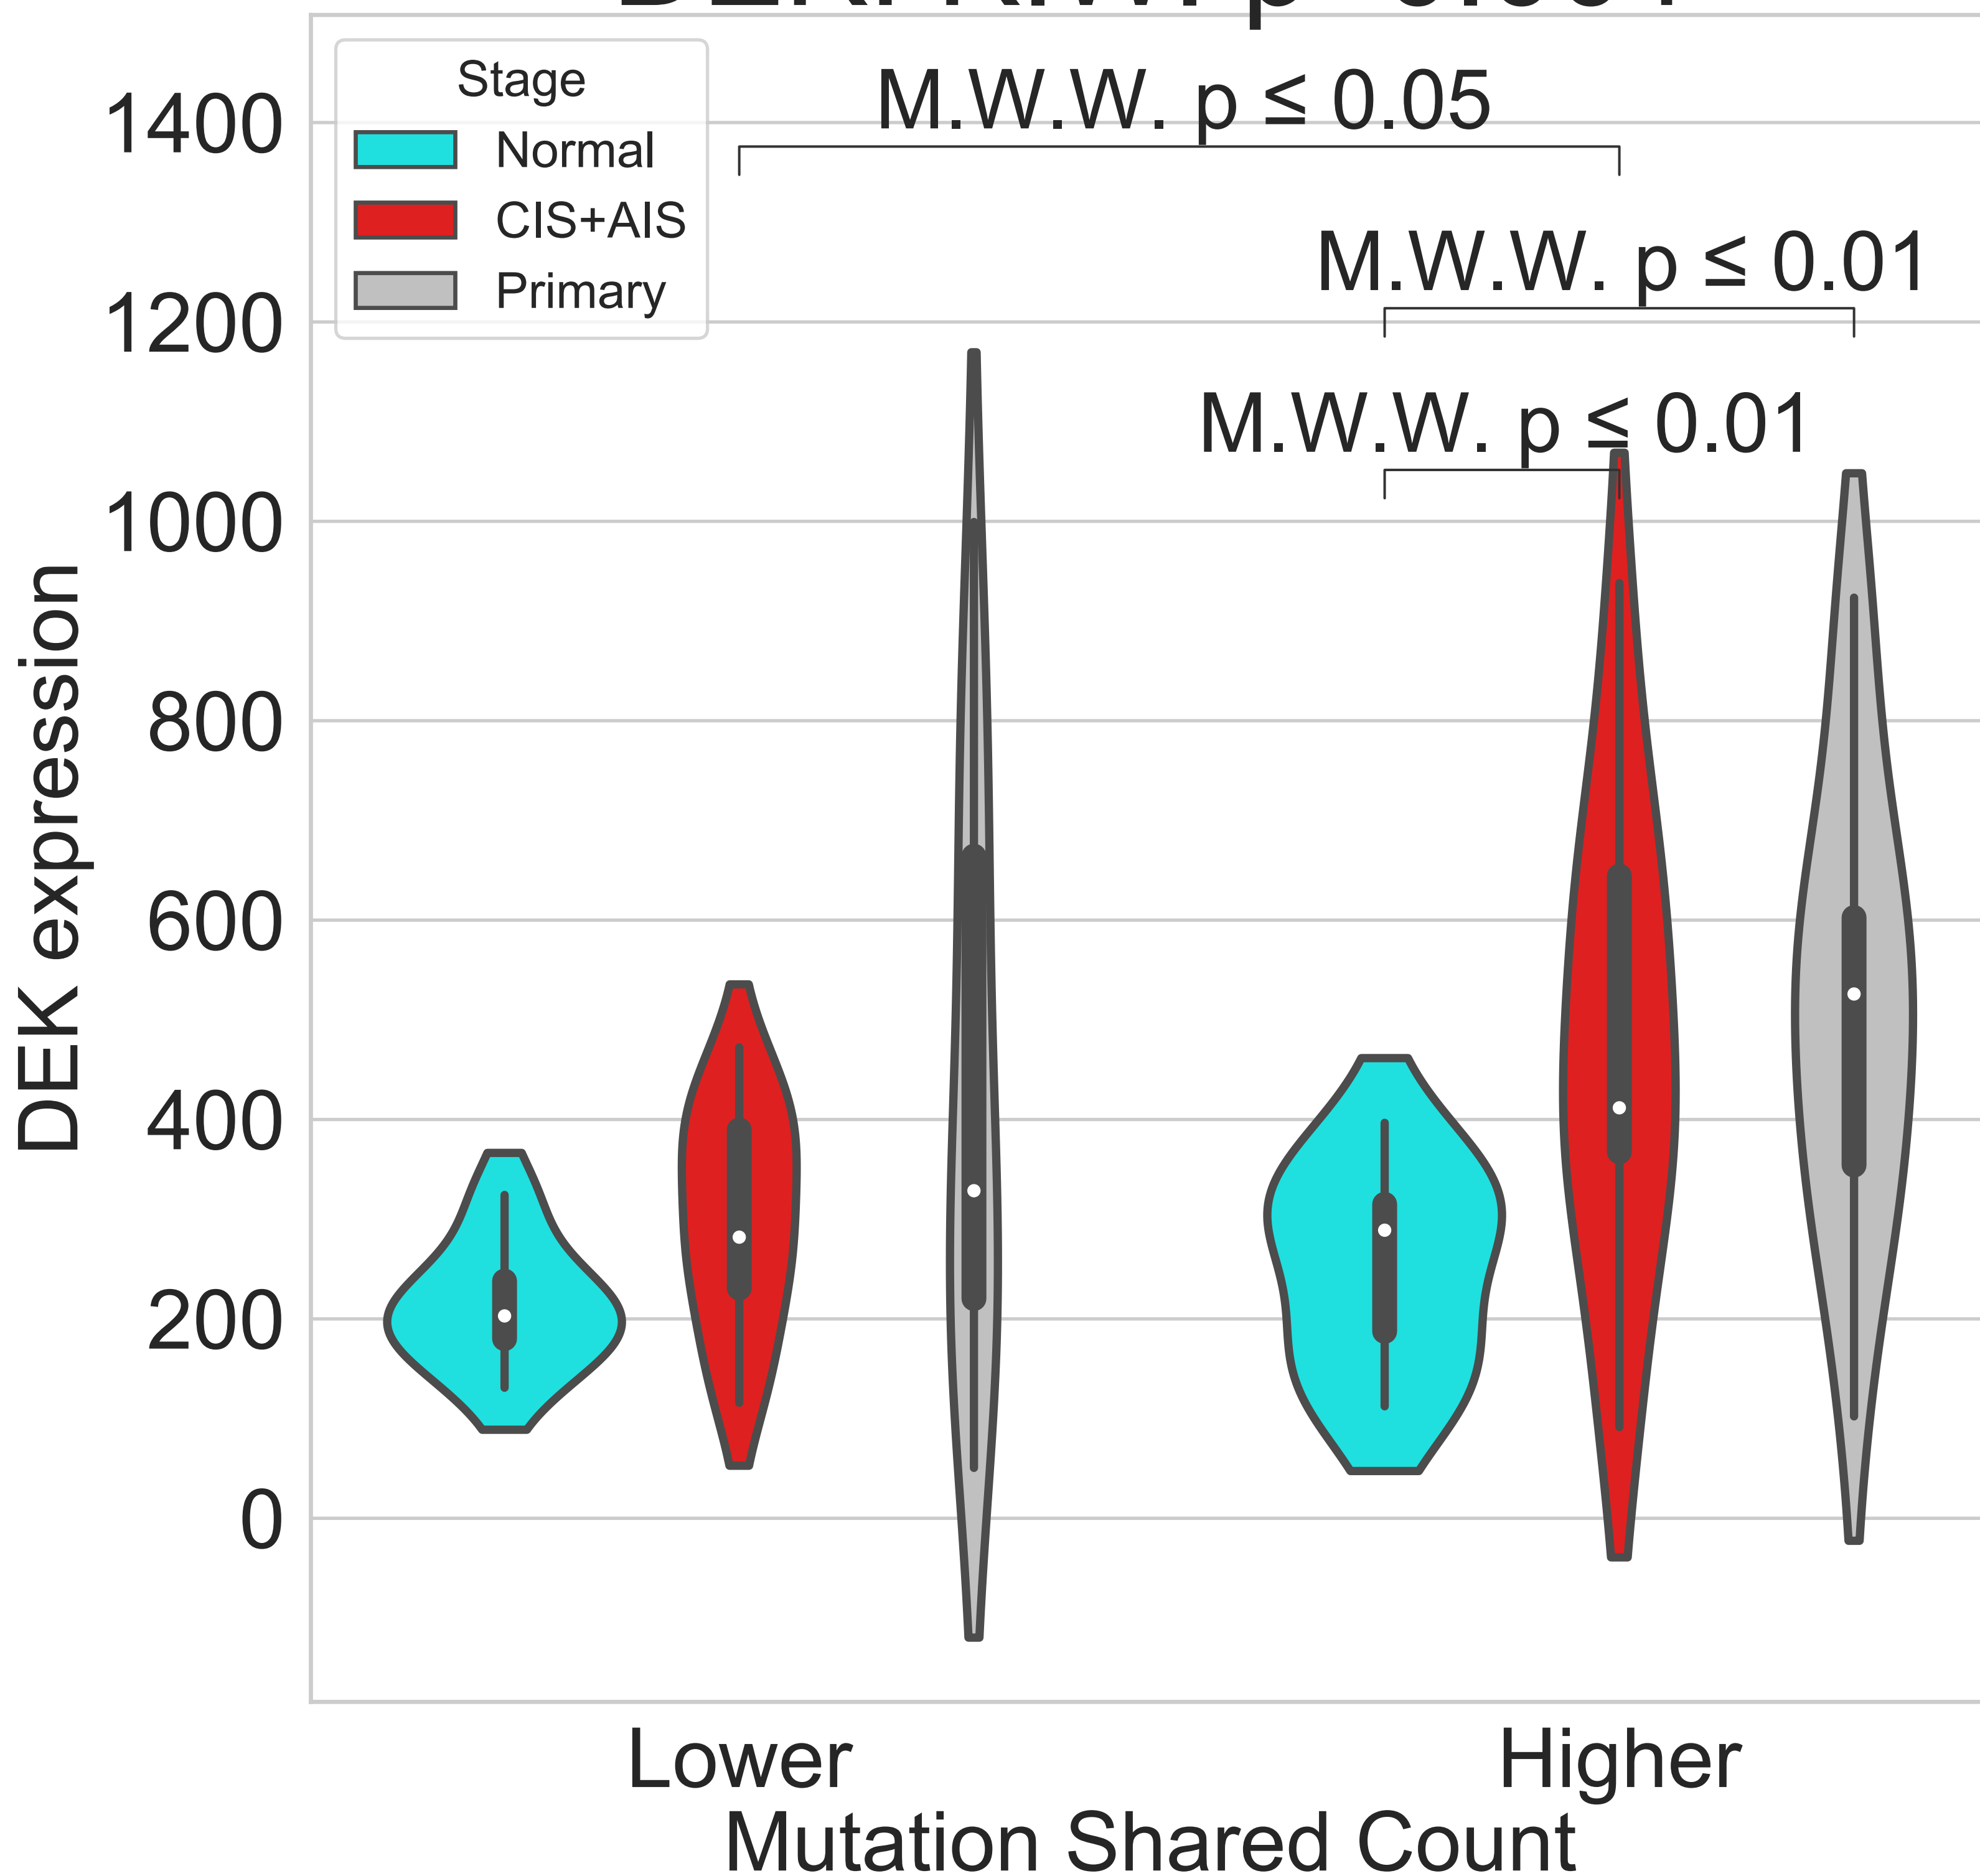 Stage
Normal
CIS+AIS
Primary
M.W.W. p ≤ 0.05
M.W.W. p ≤ 0.01
M.W.W. p ≤ 0.01
1400
1200
1000
800
600
400
200
0
DEK expression
Lower
Higher
Mutation Shared Count